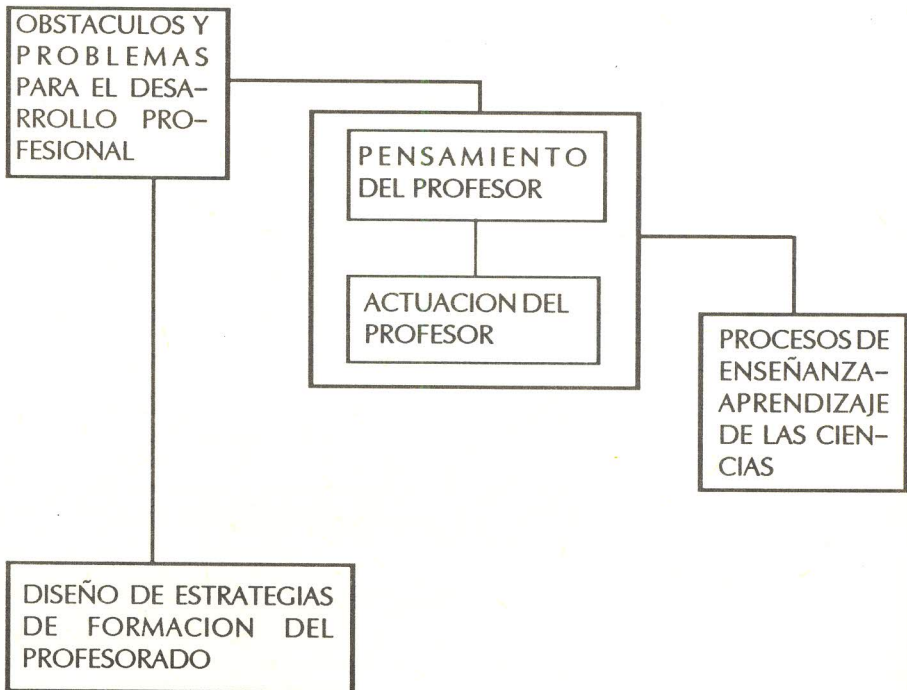 OBSTACULOS Y
PROBLEMAS
PARA EL DESA-
RROLLO PRO-
FESIONAL
PENSAMIENTO
DEL PROFESOR
ACTUACION DEL
PROFESOR
PROCESOS DE
ENSEÑANZA-
APRENDIZAJE
DE LAS CIEN-
CIAS
DISEÑO DE ESTRATEGIAS
DE FORMACION DEL
PROFESORADO